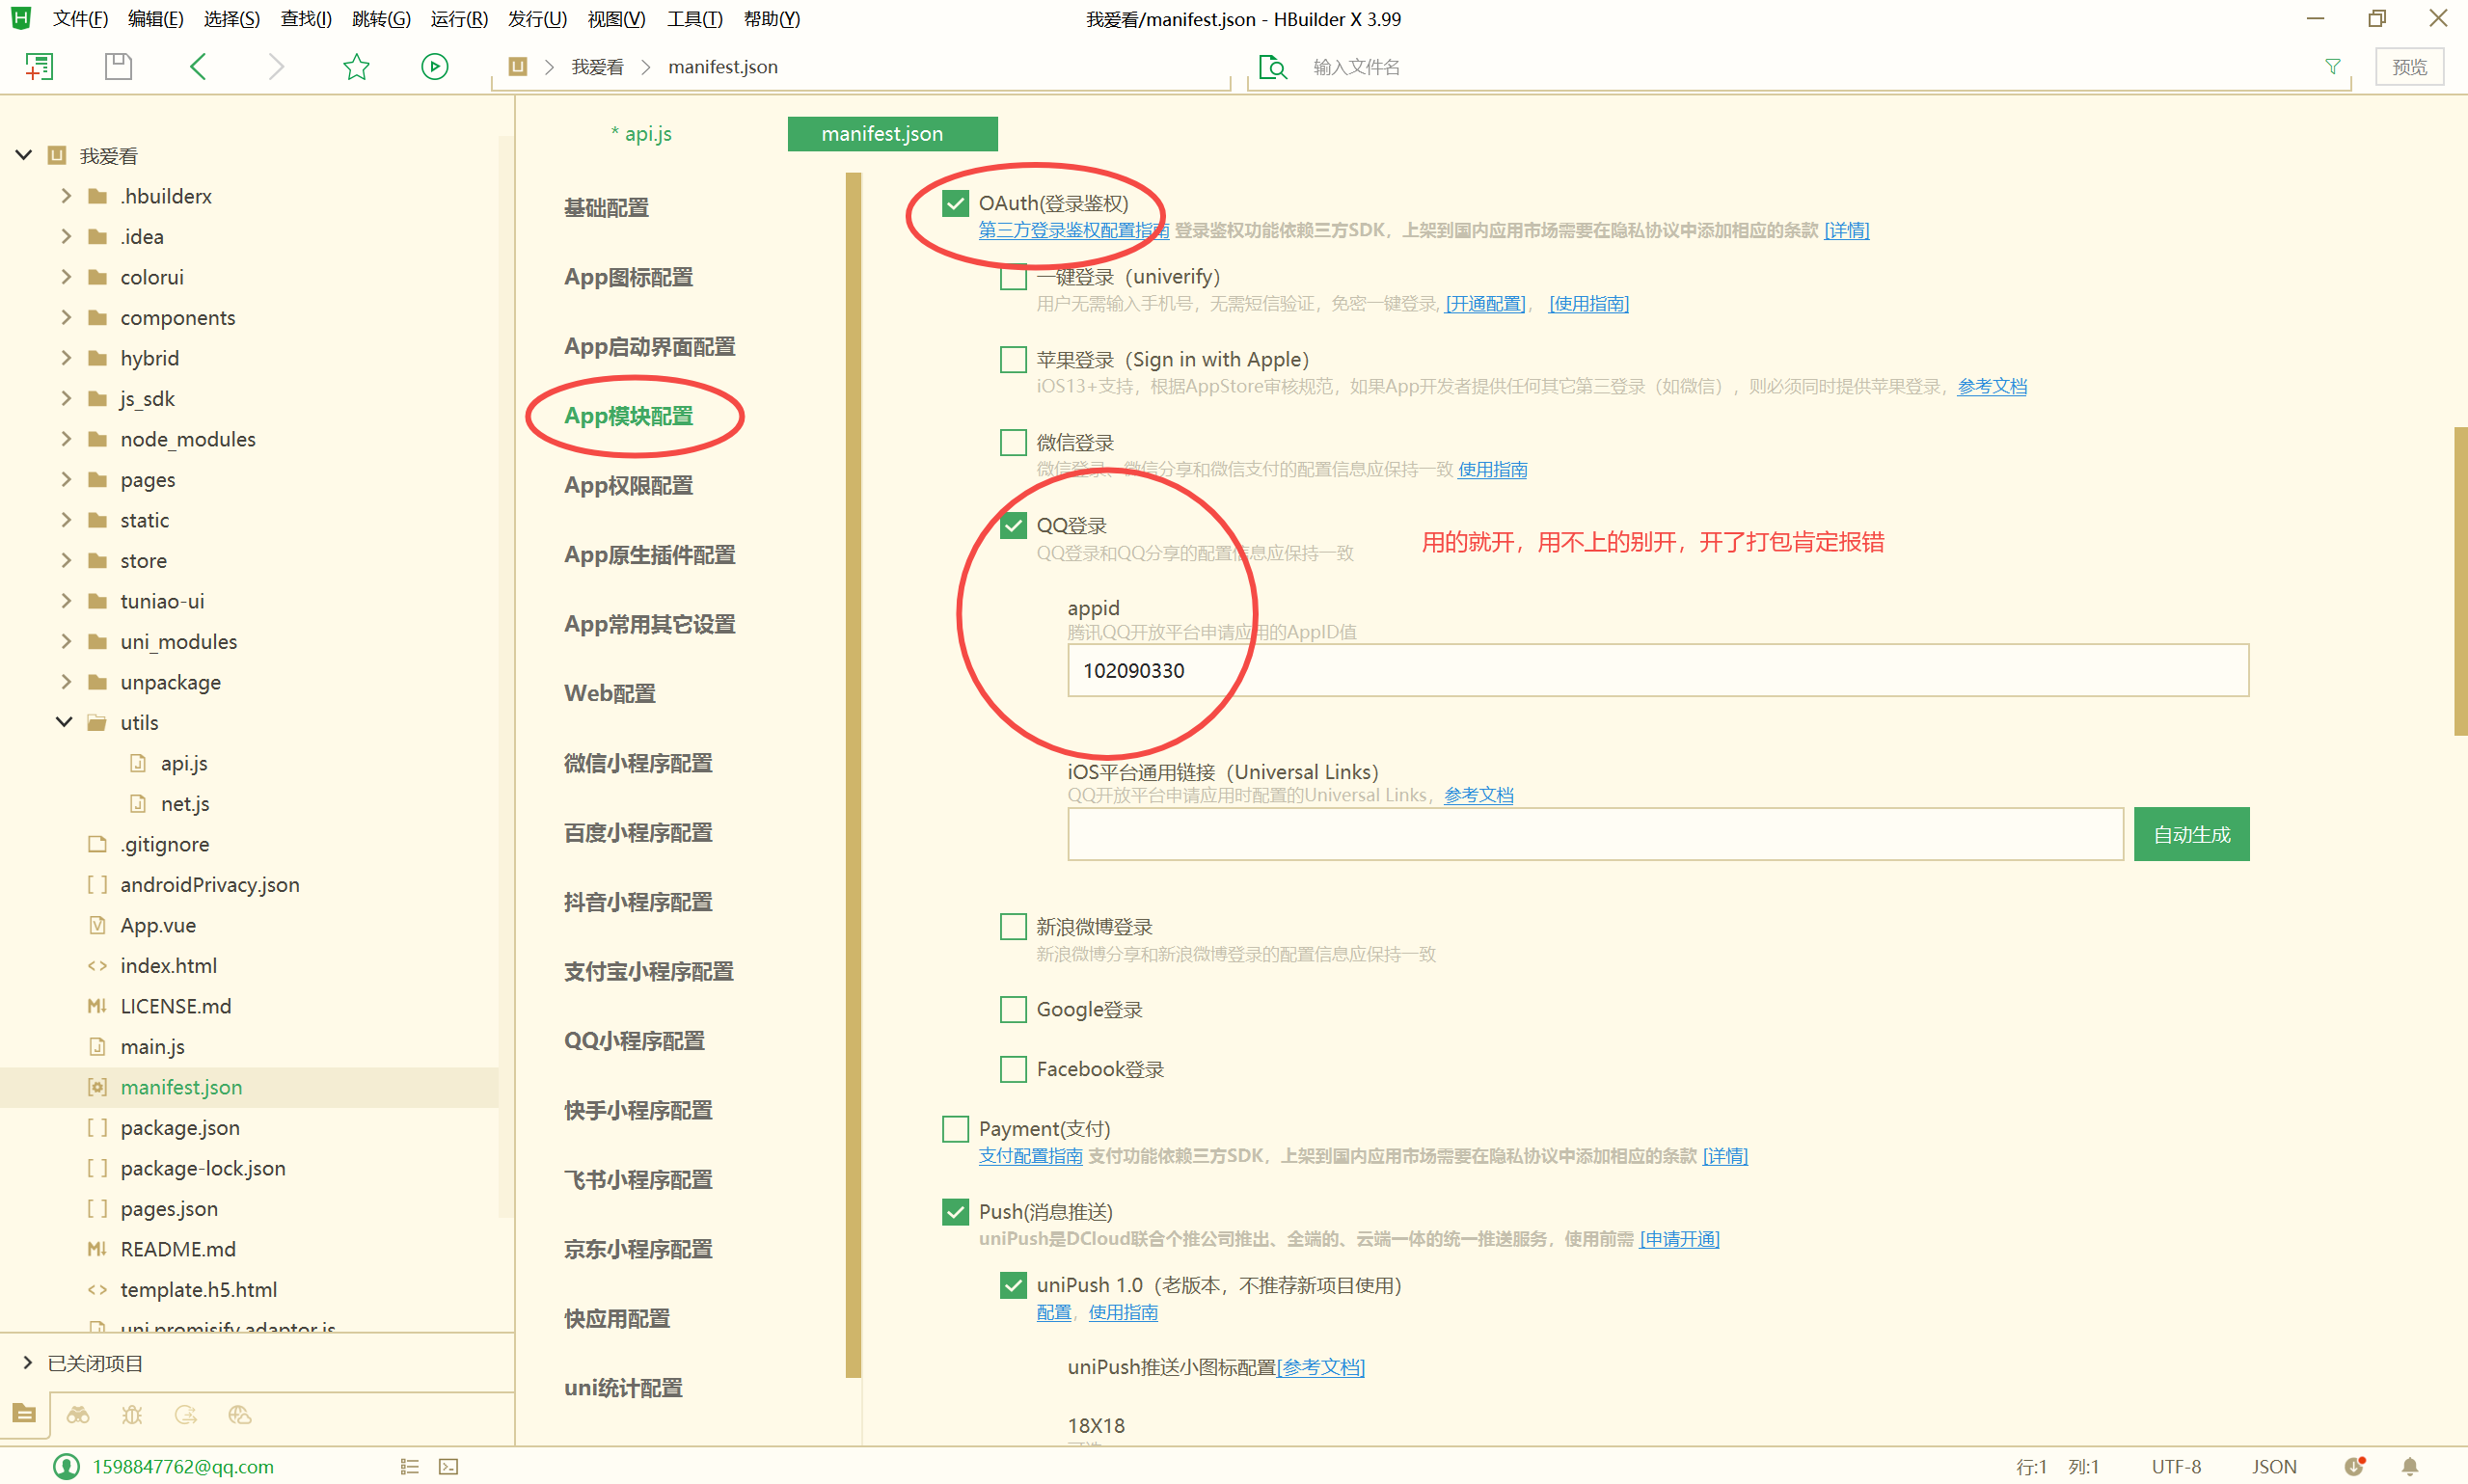 文件(F) 编辑(E) 选择(S) 查找(I) 跳转(G) 运行(R) 发行(U) 视图(V) 工具(T) 帮助(Y)
我爱看/manifest.json - HBuilder X 3.99
我爱看 manifest.json
输入文件名
预览
我爱看
.hbuilderx
.idea
colorui
components
hybrid
js_sdk
node_modules
pages
static
store
tuniao-ui
uni_modules
unpackage
utils
api.js
net.js
.gitignore
androidPrivacy.json
App.vue
index.html
LICENSE.md
main.js
manifest.json
package.json
package-lock.json
pages.json
README.md
template.h5.html
uni.promisify.adaptor.js
已关闭项目
* api.js
manifest.json
基础配置
App图标配置
App启动界面配置
App模块配置
App权限配置
App原生插件配置
App常用其它设置
Web配置
微信小程序配置
百度小程序配置
抖音小程序配置
支付宝小程序配置
QQ小程序配置
快手小程序配置
飞书小程序配置
京东小程序配置
快应用配置
uni统计配置
OAuth(登录鉴权)
第三方登录鉴权配置指南 登录鉴权功能依赖三方SDK，上架到国内应用市场需要在隐私协议中添加相应的条款 [详情]
一键登录（univerify）
用户无需输入手机号，无需短信验证，免密一键登录, [开通配置]， [使用指南]
苹果登录（Sign in with Apple）
iOS13+支持，根据AppStore审核规范，如果App开发者提供任何其它第三登录（如微信），则必须同时提供苹果登录，参考文档
微信登录
微信登录、微信分享和微信支付的配置信息应保持一致 使用指南
QQ登录
QQ登录和QQ分享的配置信息应保持一致
用的就开，用不上的别开，开了打包肯定报错
appid
腾讯QQ开放平台申请应用的AppID值
102090330
iOS平台通用链接（Universal Links）
QQ开放平台申请应用时配置的Universal Links，参考文档
自动生成
新浪微博登录
新浪微博分享和新浪微博登录的配置信息应保持一致
Google登录
Facebook登录
Payment(支付)
支付配置指南 支付功能依赖三方SDK，上架到国内应用市场需要在隐私协议中添加相应的条款 [详情]
Push(消息推送)
uniPush是DCloud联合个推公司推出、全端的、云端一体的统一推送服务，使用前需 [申请开通]
uniPush 1.0（老版本，不推荐新项目使用）
配置，使用指南
uniPush推送小图标配置[参考文档]
18X18
1598847762@qq.com
行:1 列:1 UTF-8 JSON